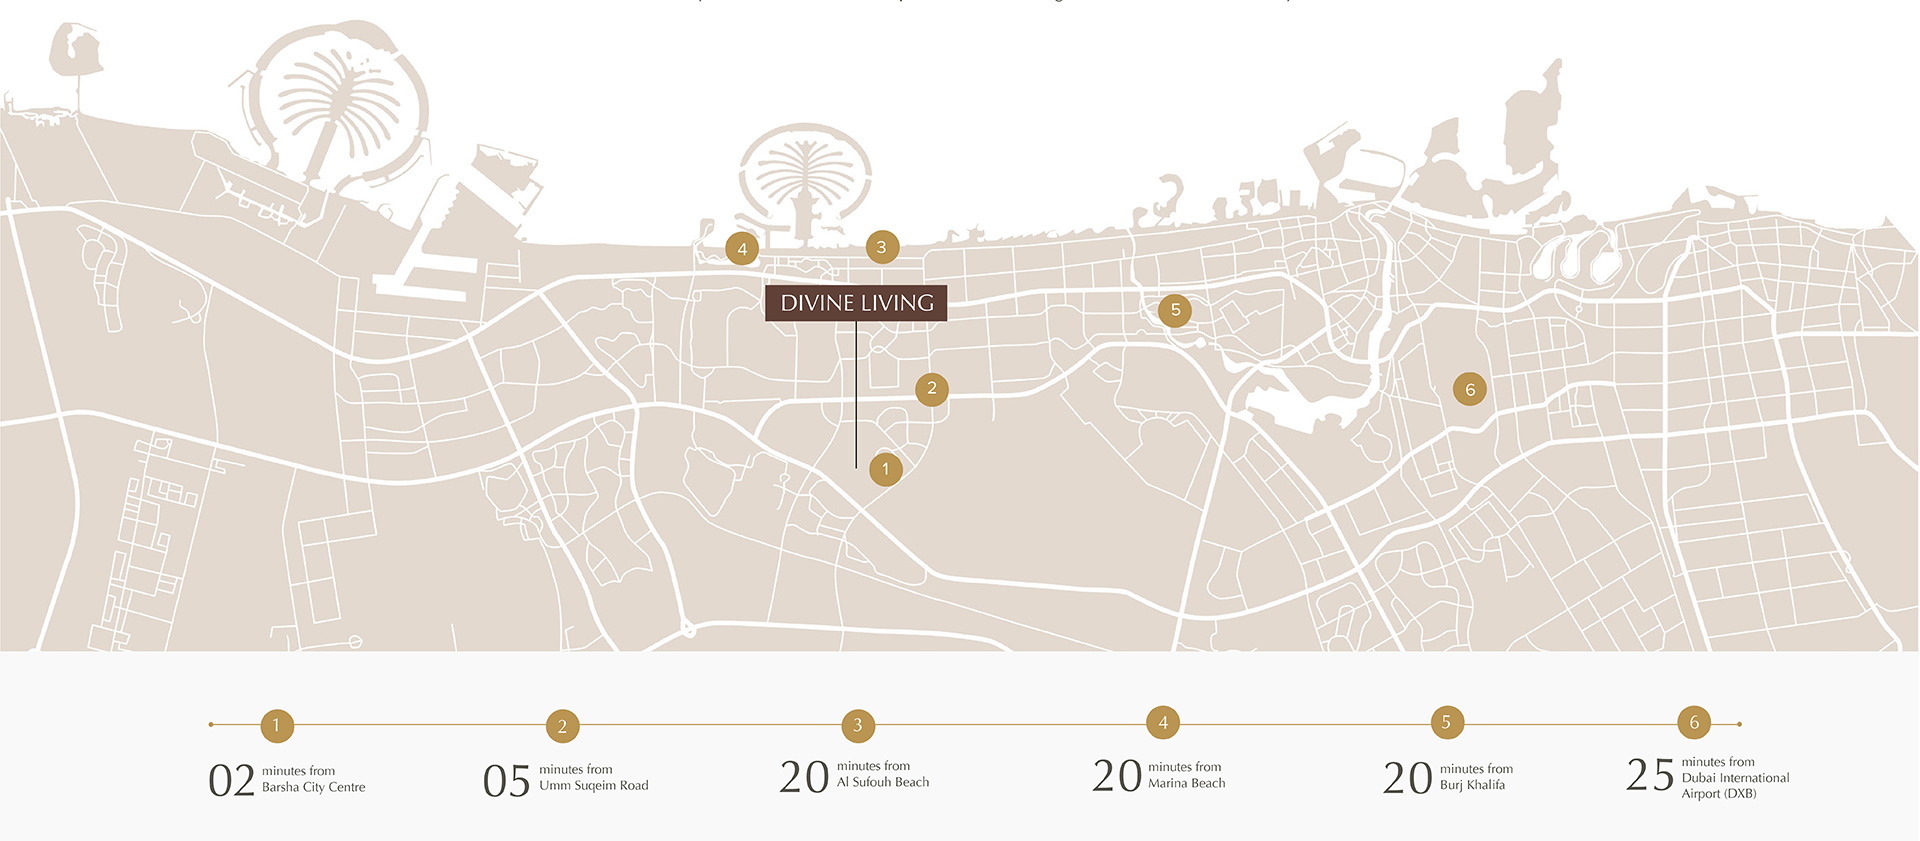 4
3
DIVINE LIVING
5
2
6
1
1
2
3
4
5
6
02 minutes from
Barsha City Centre
05 minutes from
Umm Suqeim Road
20 minutes from
Al Sufouh Beach
20 minutes from
Marina Beach
20 minutes from
Burj Khalifa
25 minutes from
Dubai International
Airport (DXB)